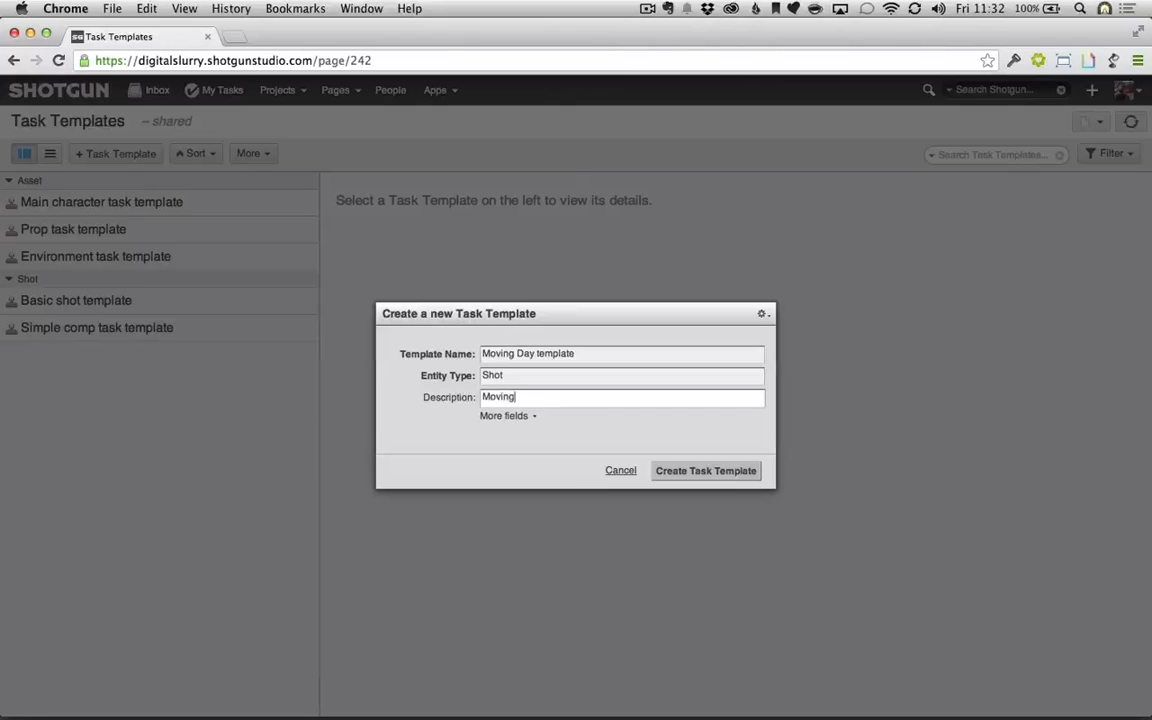 Chrome File Edit View History Bookmarks Window Help Fri 11:32 100%
SG Task Templates
https://digitalslurry.shotgunstudio.com/page/242
SHOTGUN Inbox My Tasks Projects Pages People Apps Search Shotgun...
Task Templates – shared
+ Task Template Sort More Search Task Templates... Filter
Asset
Main character task template
Prop task template
Environment task template
Shot
Basic shot template
Simple comp task template
Select a Task Template on the left to view its details.
Create a new Task Template
Template Name: Moving Day template
Entity Type: Shot
Description: Moving
More fields
Cancel Create Task Template